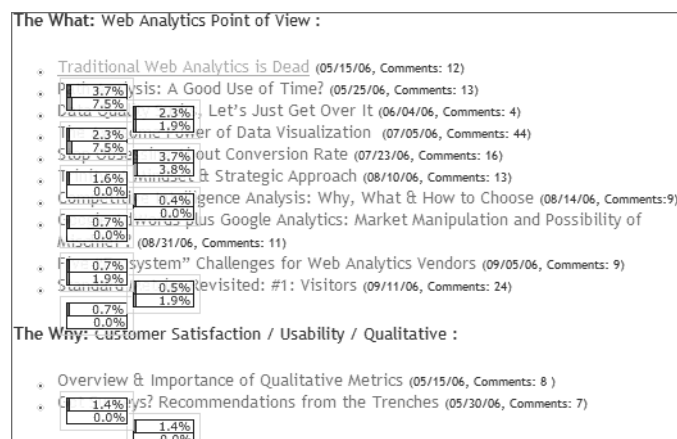 The What: Web Analytics Point of View :
Traditional Web Analytics is Dead (05/15/06, Comments: 12)
3.7%
7.5%
Analysis: A Good Use of Time? (05/25/06, Comments: 13)
2.3%
1.9%
Let's Just Get Over It (06/04/06, Comments: 4)
2.3%
7.5%
Power of Data Visualization (07/05/06, Comments: 44)
3.7%
3.8%
Stop Conversion Rate (07/23/06, Comments: 16)
1.6%
0.0%
& Strategic Approach (08/10/06, Comments: 13)
0.4%
0.0%
Analysis: Why, What & How to Choose (08/14/06, Comments:9)
0.7%
0.0%
plus Google Analytics: Market Manipulation and Possibility of
(08/31/06, Comments: 11)
0.7%
1.9%
Challenges for Web Analytics Vendors (09/05/06, Comments: 9)
0.5%
1.9%
Revisited: #1: Visitors (09/11/06, Comments: 24)
0.7%
0.0%
The Why: Customer Satisfaction / Usability / Qualitative :
Overview & Importance of Qualitative Metrics (05/15/06, Comments: 8 )
1.4%
0.0%
Recommendations from the Trenches (05/30/06, Comments: 7)
1.4%
0.0%